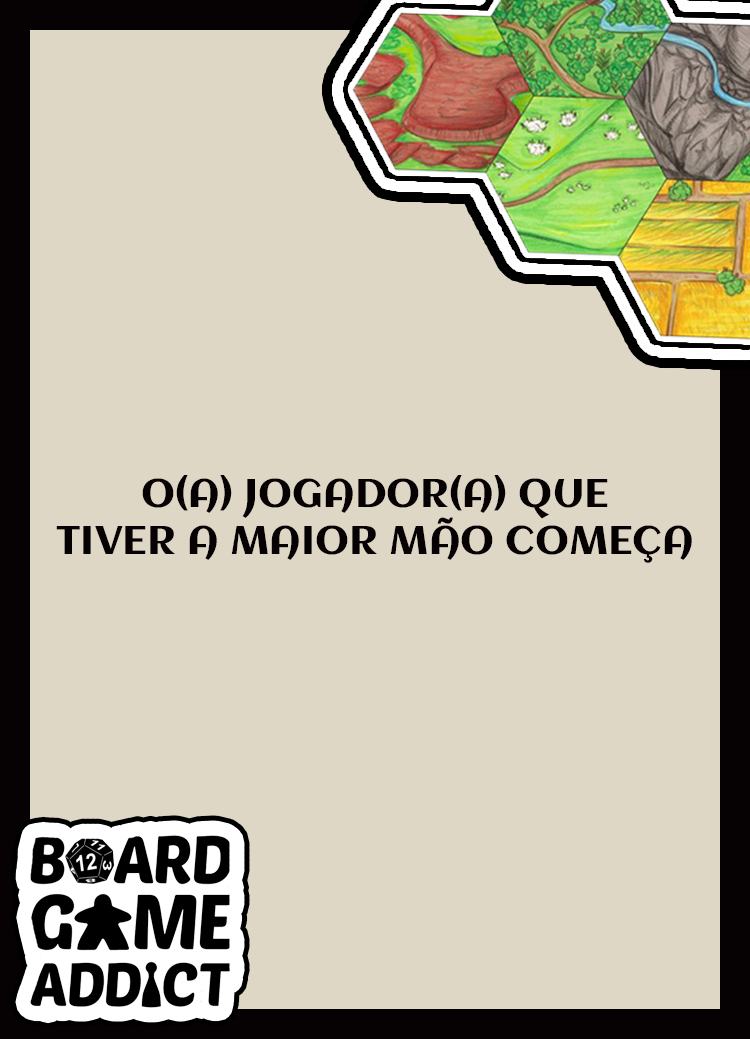 O(A) JOGADOR(A) QUE
TIVER A MAIOR MÃO COMEÇA
BOARD
GAME
ADDICT